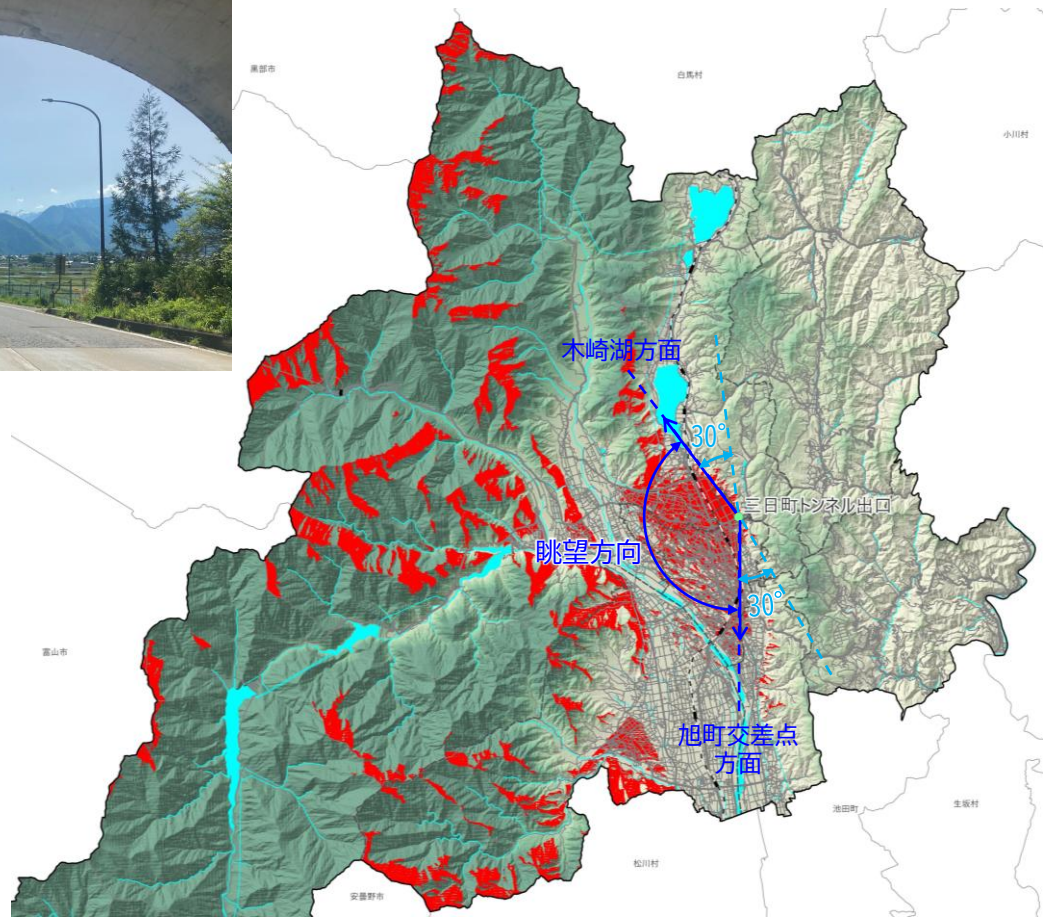 黒部市
白馬村
小川村
木崎湖方面
30°
三日町トンネル出口
眺望方向
30°
富山市
旭町交差点
方面
池田町
生坂村
松川村
安曇野市